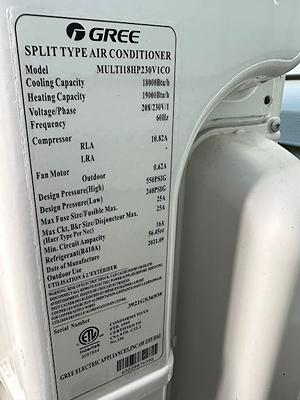 GREE
SPLIT TYPE AIR CONDITIONER
Model MULTI18HP230V1CO
Cooling Capacity 18000Btu/h
Heating Capacity 19000Btu/h
Voltage/Phase 208/230V/1
Frequency 60Hz
Compressor 10.82A
RLA
LRA
Fan Motor 0.62A
Outdoor
Design Pressure(High) 550PSIG
Design Pressure(Low) 240PSIG
Max Fuse Size/Fusible Max. 25A
Max Ckt. Bkr Size/Disjoncteur Max. 25A
(Hacr Type Per Nec)
Min. Circuit Ampacity 16A
Refrigerant(R410A) 56.45oz
Date of Manufacture 2021.09
Outdoor Use
UTILISATION À L'EXTÉRIEUR
Serial Number
Intertek
CONFORMS TO
GREE ELECTRIC APPLIANCES, INC.OF ZHUHAI